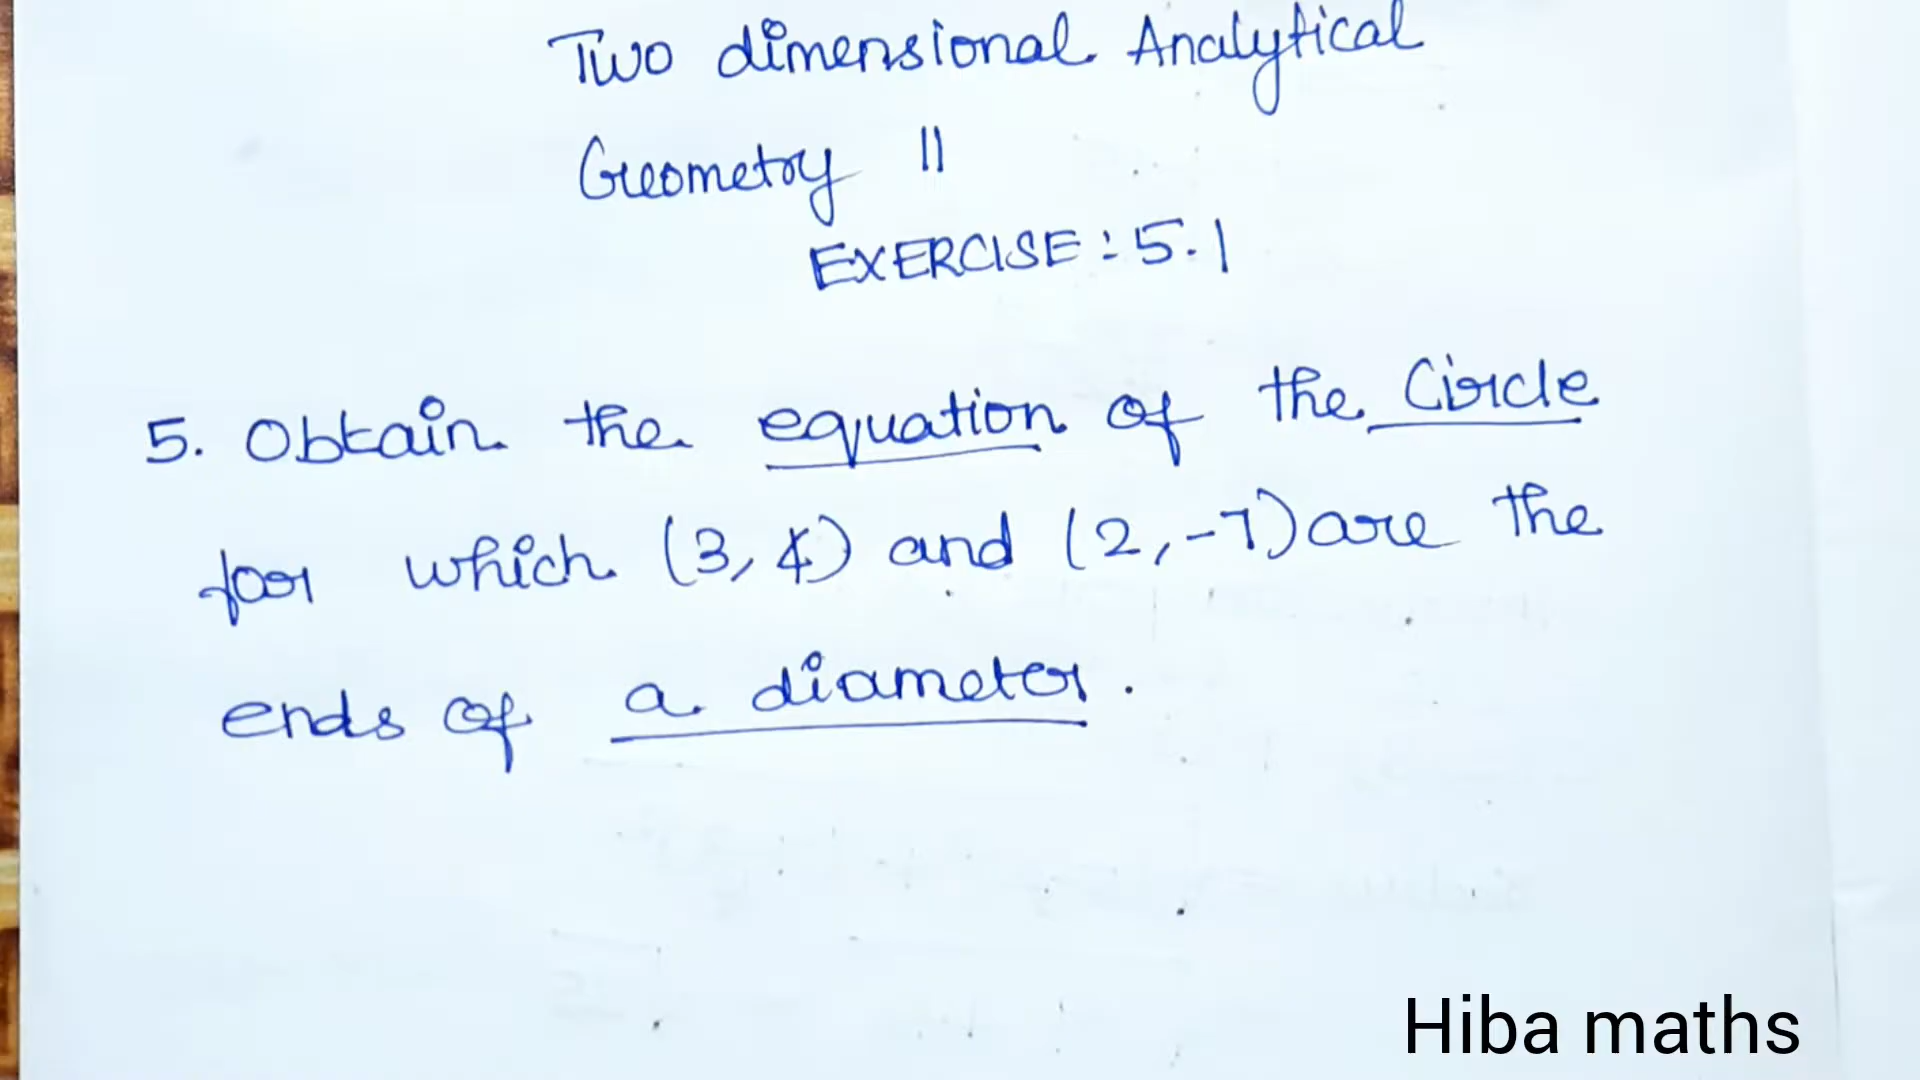 Two dimensional Analytical
Geometry II
EXERCISE : 5.1
5. Obtain the equation of the Circle
for which (3, 4) and (2, -7) are the
ends of a diameter.
Hiba maths